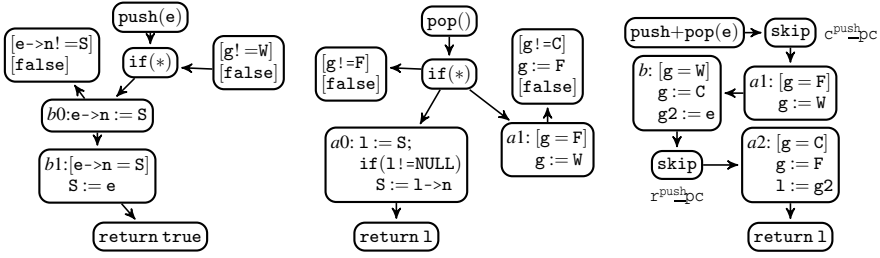 push(e)
[e->n!=S]
[false]
if(*)
[g!=W]
[false]
b0:e->n := S
b1:[e->n = S]
S := e
return true
pop()
[g!=F]
[false]
if(*)
[g!=C]
g := F
[false]
a0: l := S;
if(l!=NULL)
S := l->n
a1: [g = F]
g := W
return l
push+pop(e)
skip
c^push_pc
b: [g = W]
g := C
g2 := e
a1: [g = F]
g := W
skip
r^push_pc
a2: [g = C]
g := F
l := g2
return l